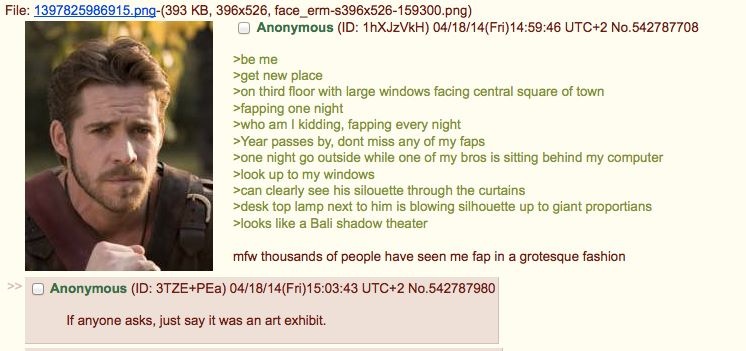 File: 1397825986915.png-(393 KB, 396x526, face_erm-s396x526-159300.png)
Anonymous (ID: 1hXJzVkH) 04/18/14(Fri)14:59:46 UTC+2 No.542787708
>be me
>get new place
>on third floor with large windows facing central square of town
>fapping one night
>who am I kidding, fapping every night
>Year passes by, dont miss any of my faps
>one night go outside while one of my bros is sitting behind my computer
>look up to my windows
>can clearly see his silouette through the curtains
>desk top lamp next to him is blowing silhouette up to giant proportians
>looks like a Bali shadow theater
mfw thousands of people have seen me fap in a grotesque fashion
>> Anonymous (ID: 3TZE+PEa) 04/18/14(Fri)15:03:43 UTC+2 No.542787980
If anyone asks, just say it was an art exhibit.